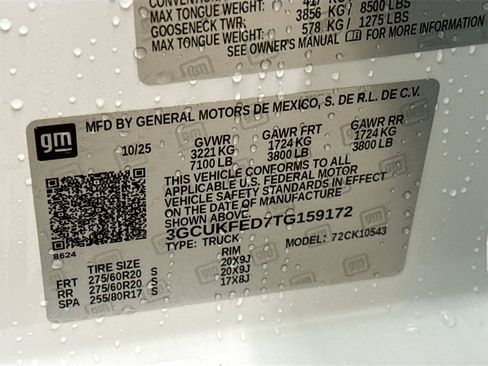 MAX TONGUE WEIGHT: 417 KG/
GOOSENECK TWR: 3856 KG / 8500 LBS
MAX TONGUE WEIGHT: 578 KG / 1275 LBS
SEE OWNER'S MANUAL FOR MORE INFORMATION
gm MFD BY GENERAL MOTORS DE MEXICO, S. DE R.L. DE C.V.
10/25 GVWR GAWR FRT GAWR RR
3221 KG 1724 KG 1724 KG
7100 LB 3800 LB 3800 LB
THIS VEHICLE CONFORMS TO ALL
APPLICABLE U.S. FEDERAL MOTOR
VEHICLE SAFETY STANDARDS IN EFFECT
ON THE DATE OF MANUFACTURE
SHOWN ABOVE.
3GCUKFED7TG159172
8624 TYPE: TRUCK MODEL: 72CK10543
TIRE SIZE RIM
FRT 275/60R20 S 20X9J
RR 275/60R20 S 20X9J
SPA 255/80R17 S 17X8J